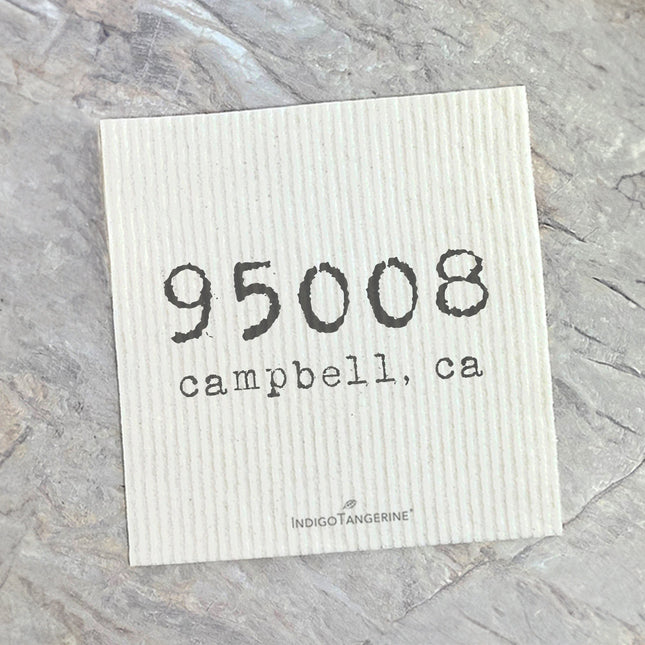 95008
campbell, ca
INDIGOTANGERINE®